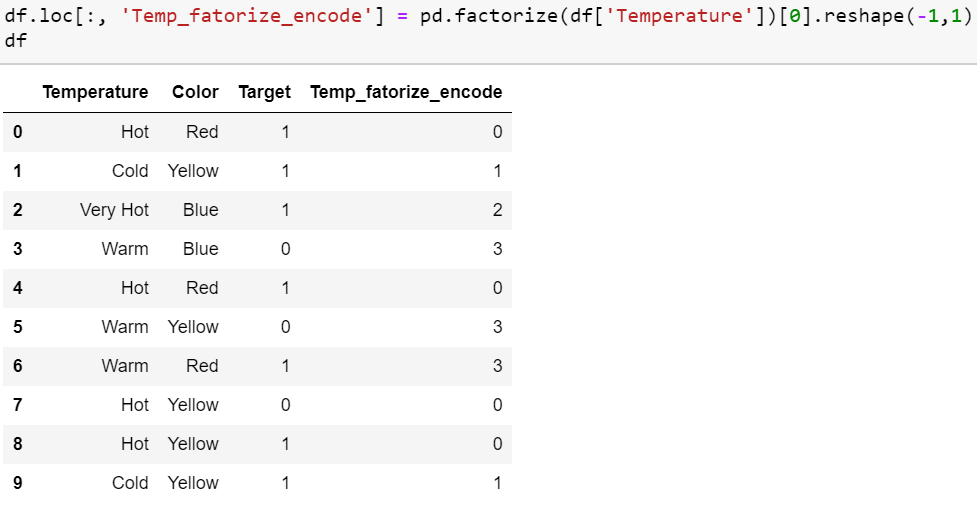 df.loc[:, 'Temp_fatorize_encode'] = pd.factorize(df['Temperature'])[0].reshape(-1,1)
df
Temperature Color Target Temp_fatorize_encode
0 Hot Red 1 0
1 Cold Yellow 1 1
2 Very Hot Blue 1 2
3 Warm Blue 0 3
4 Hot Red 1 0
5 Warm Yellow 0 3
6 Warm Red 1 3
7 Hot Yellow 0 0
8 Hot Yellow 1 0
9 Cold Yellow 1 1